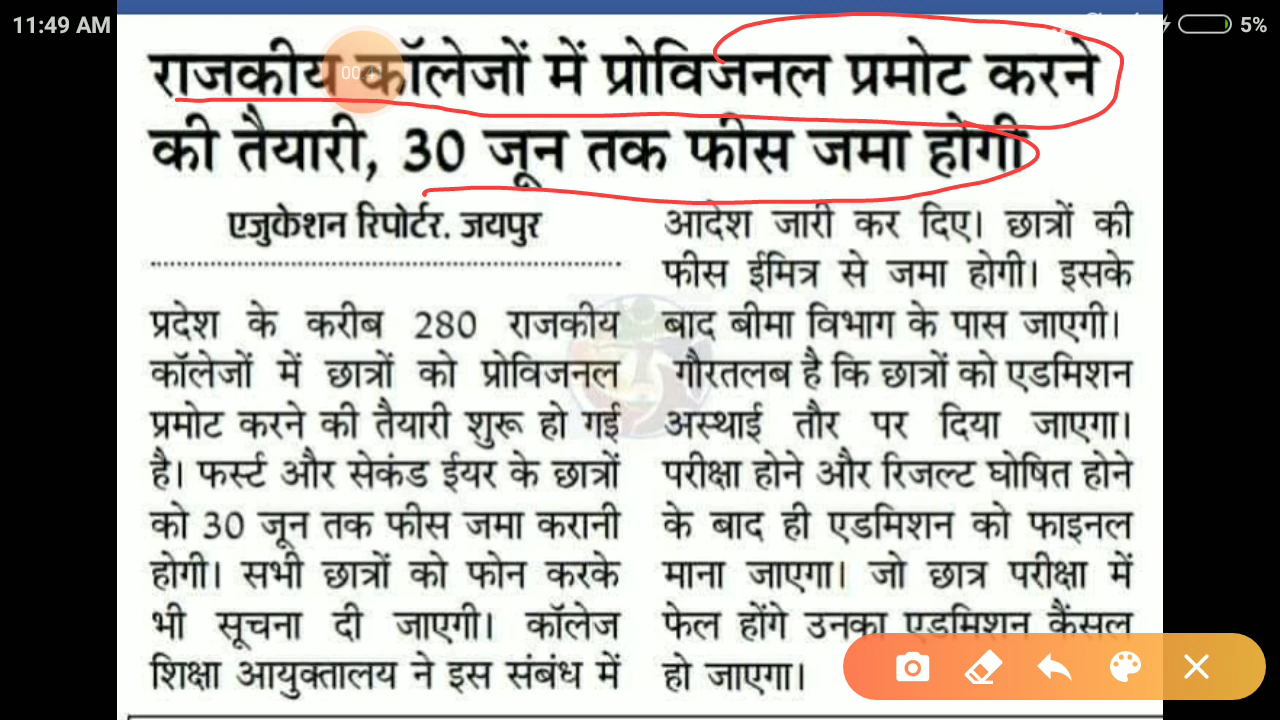 11:49 AM
5%
राजकीय कॉलेजों में प्रोविजनल प्रमोट करने
की तैयारी, 30 जून तक फीस जमा होगी
एजुकेशन रिपोर्टर. जयपुर
प्रदेश के करीब 280 राजकीय
कॉलेजों में छात्रों को प्रोविजनल
प्रमोट करने की तैयारी शुरू हो गई
है। फर्स्ट और सेकंड ईयर के छात्रों
को 30 जून तक फीस जमा करानी
होगी। सभी छात्रों को फोन करके
भी सूचना दी जाएगी। कॉलेज
शिक्षा आयुक्तालय ने इस संबंध में
आदेश जारी कर दिए। छात्रों की
फीस ईमित्र से जमा होगी। इसके
बाद बीमा विभाग के पास जाएगी।
गौरतलब है कि छात्रों को एडमिशन
अस्थाई तौर पर दिया जाएगा।
परीक्षा होने और रिजल्ट घोषित होने
के बाद ही एडमिशन को फाइनल
माना जाएगा। जो छात्र परीक्षा में
फेल होंगे उनका एडमिशन कैंसल
हो जाएगा।